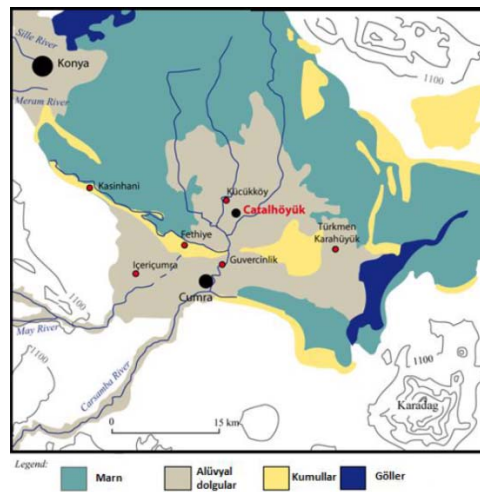 Sille River
1100
Konya
Meram River
Kasinhani
Kücükköy
Catalhöyük
Türkmen
Karahüyük
Fethiye
Guvercinlik
Içeriçumra
Cumra
1100
May River
1100
1100
Carsamba River
Karadag
0
15 km
Legend:
Marn
Alüvyal
dolgular
Kumullar
Göller